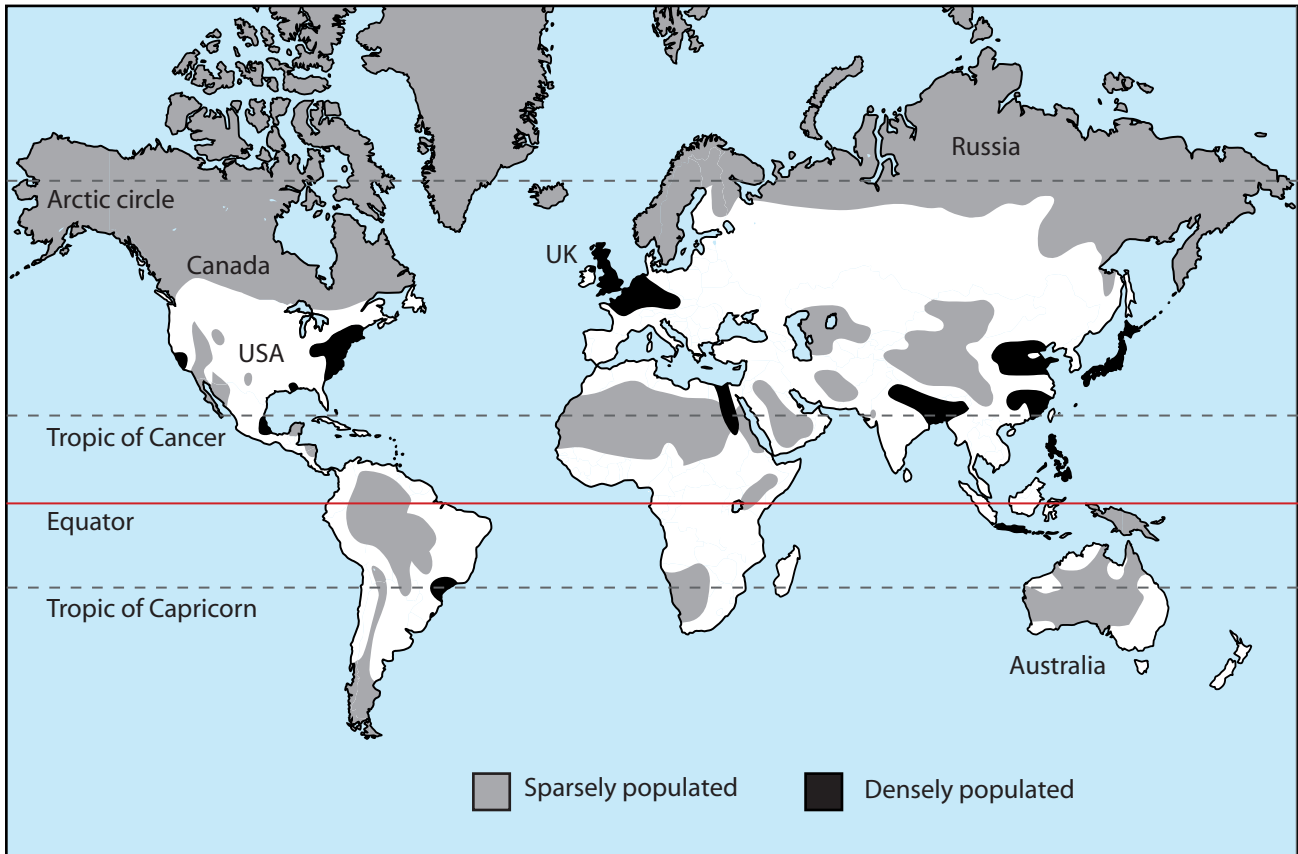 Russia
Arctic circle
UK
Canada
USA
Tropic of Cancer
Equator
Tropic of Capricorn
Australia
Sparsely populated
Densely populated